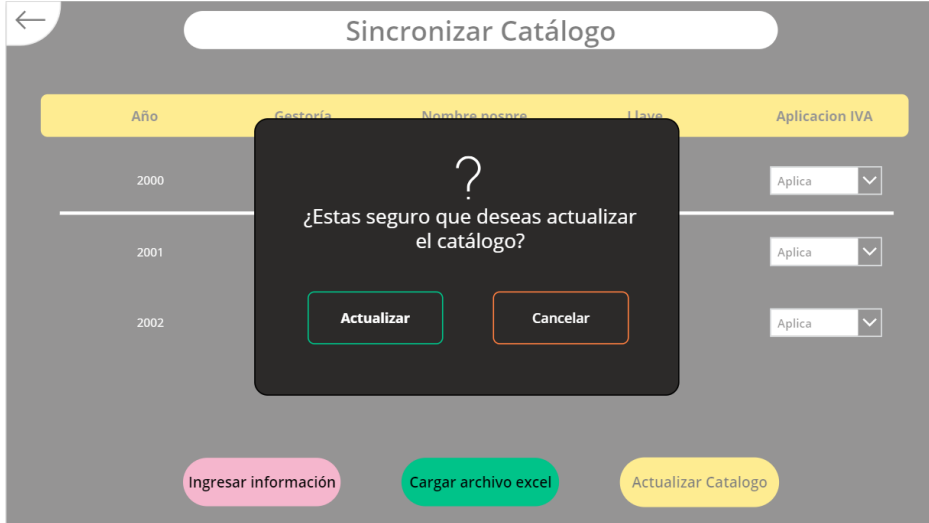 Sincronizar Catálogo
Año Gestoría Nombre pospre Llave Aplicacion IVA
2000 Aplica
?
¿Estas seguro que deseas actualizar
el catálogo?
2001 Aplica
Actualizar Cancelar
2002 Aplica
Ingresar información Cargar archivo excel Actualizar Catalogo